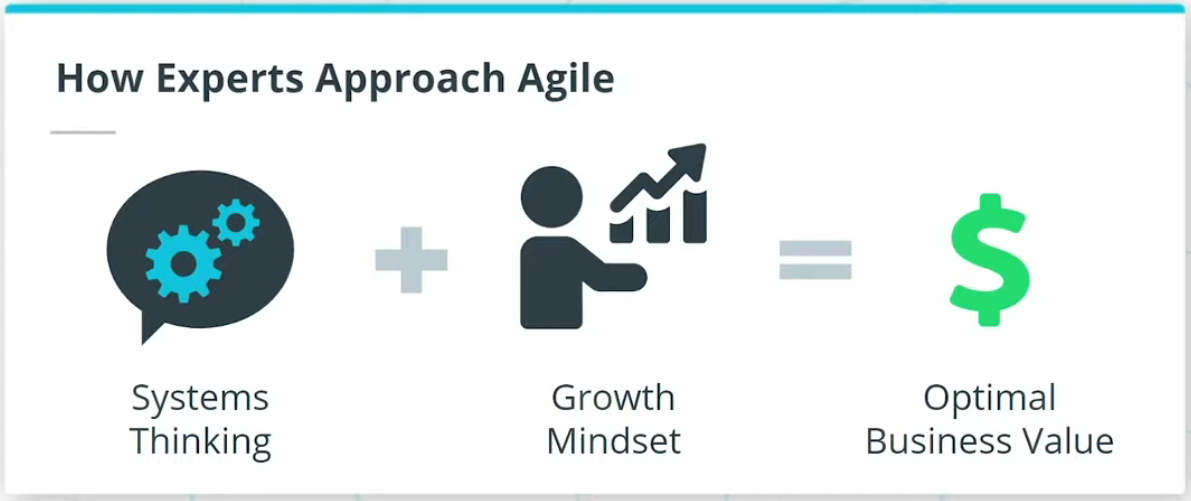 How Experts Approach Agile
Systems
Thinking
+
Growth
Mindset
=
$
Optimal
Business Value